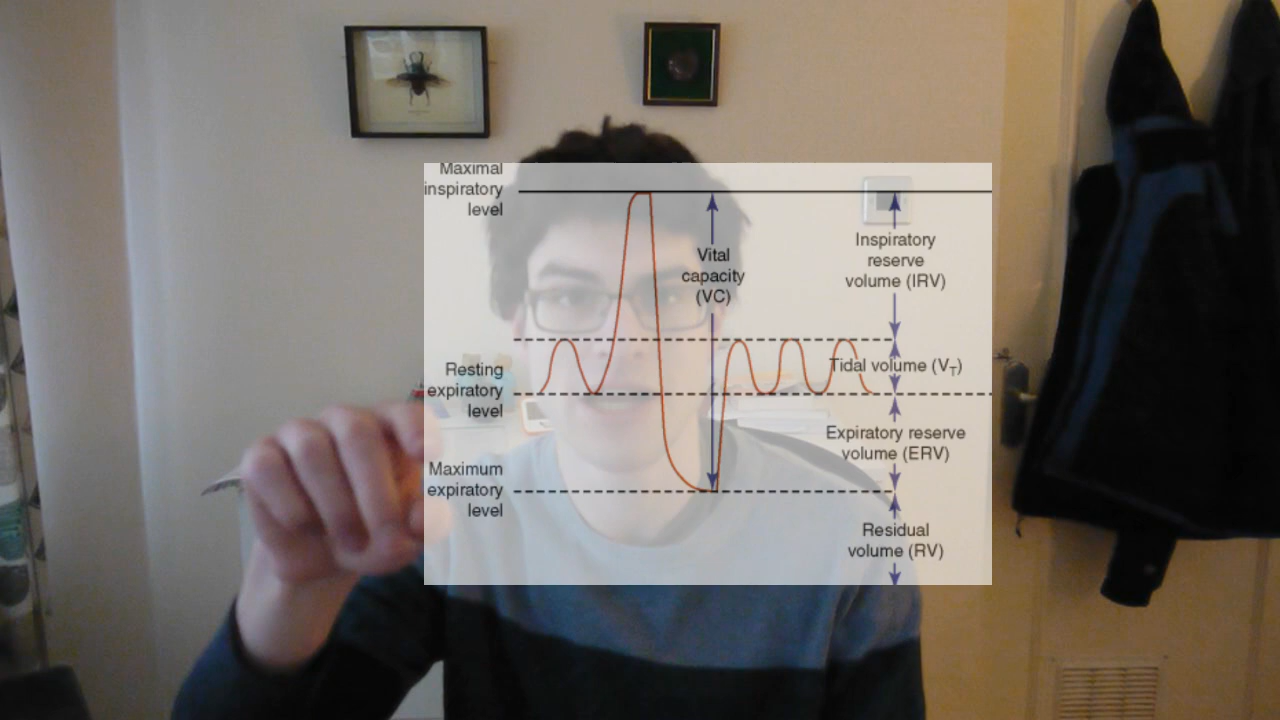 Maximal
inspiratory
level
Vital
capacity
(VC)
Inspiratory
reserve
volume (IRV)
Resting
expiratory
level
Tidal volume (VT)
Expiratory reserve
volume (ERV)
Maximum
expiratory
level
Residual
volume (RV)